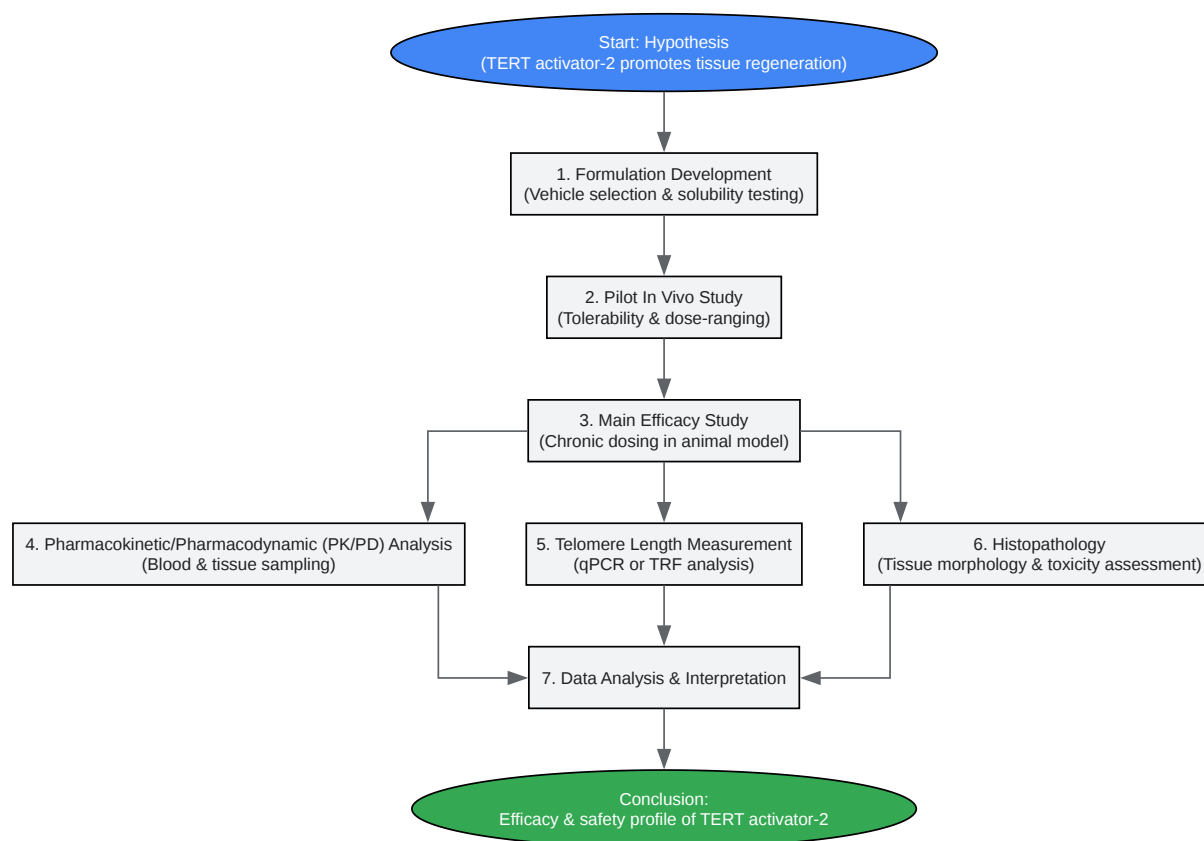 Start: Hypothesis
(TERT activator-2 promotes tissue regeneration)
1. Formulation Development
(Vehicle selection & solubility testing)
2. Pilot In Vivo Study
(Tolerability & dose-ranging)
3. Main Efficacy Study
(Chronic dosing in animal model)
4. Pharmacokinetic/Pharmacodynamic (PK/PD) Analysis
(Blood & tissue sampling)
5. Telomere Length Measurement
(qPCR or TRF analysis)
6. Histopathology
(Tissue morphology & toxicity assessment)
7. Data Analysis & Interpretation
Conclusion:
Efficacy & safety profile of TERT activator-2